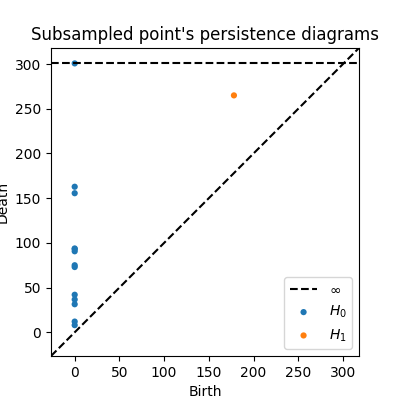 Subsampled point's persistence diagrams
300
250
200
150
100
50
0
Death
0 50 100 150 200 250 300
Birth
∞
H₀
H₁